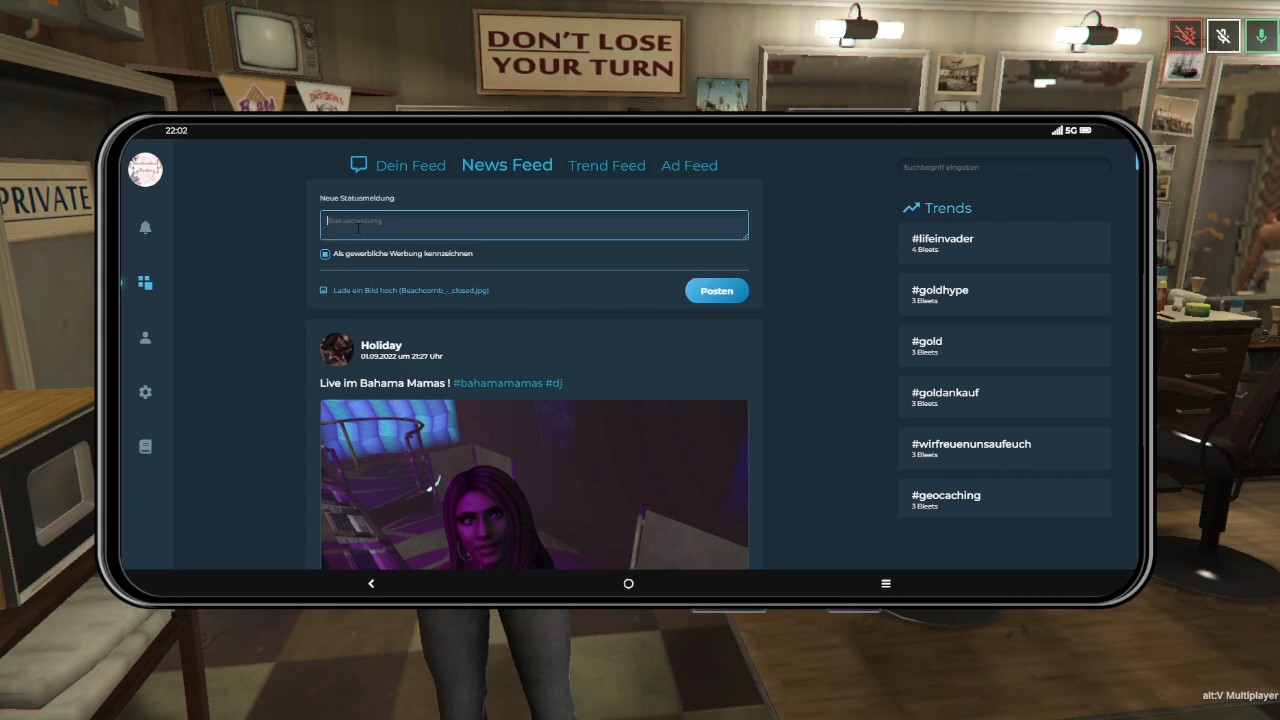 DON'T LOSE
YOUR TURN
PRIVATE
22:02
5G
Dein Feed
News Feed
Trend Feed
Ad Feed
Suchbegriff eingeben
Neue Statusmeldung
Statusmeldung
Als gewerbliche Werbung kennzeichnen
Lade ein Bild hoch (Beachcomb_-_closed.jpg)
Posten
Holiday
01.09.2022 um 21:27 Uhr
Live im Bahama Mamas ! #bahamamamas #dj
Trends
#lifeinvader
4 Bleets
#goldhype
3 Bleets
#gold
3 Bleets
#goldankauf
3 Bleets
#wirfreuenunsaufeuch
3 Bleets
#geocaching
3 Bleets
alt:V Multiplayer